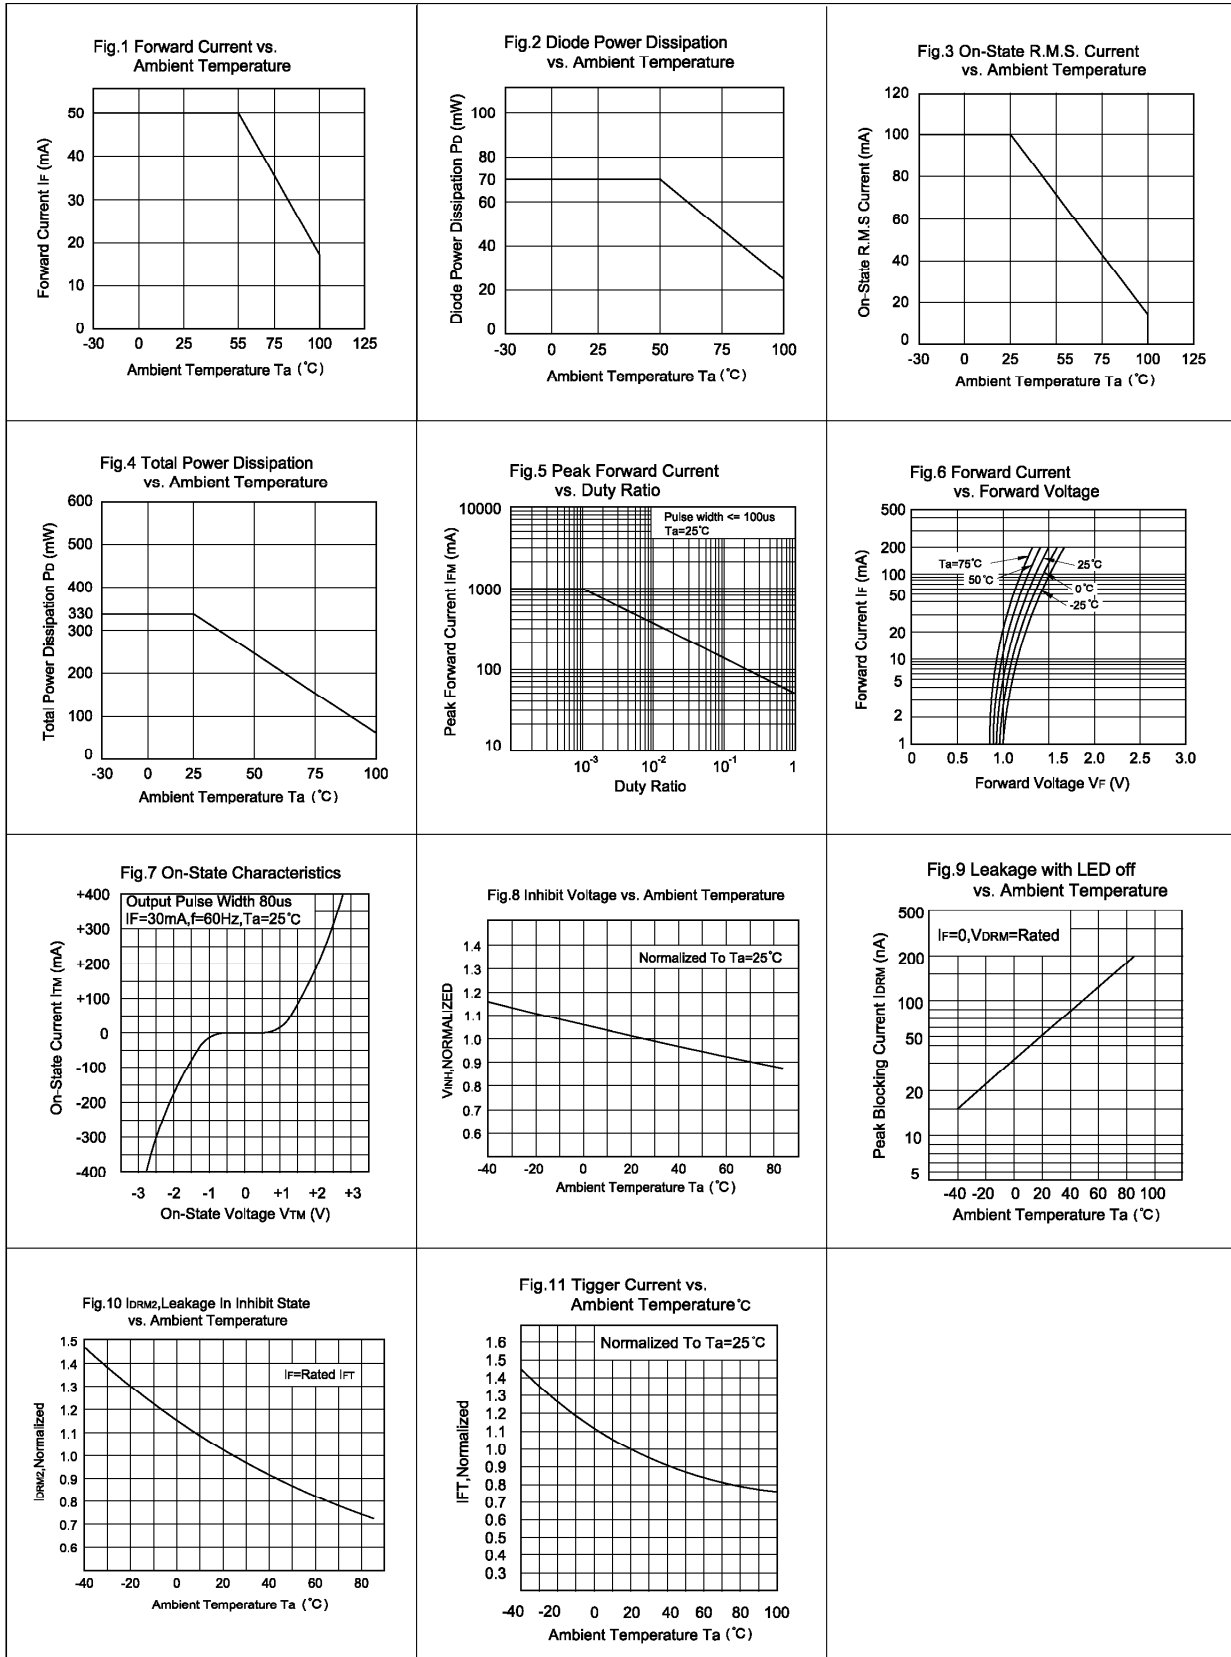 Fig.1 Forward Current vs.
Ambient Temperature
Forward Current IF (mA)
50
40
30
20
10
0
-30 0 25 55 75 100 125
Ambient Temperature Ta (°C)
Fig.2 Diode Power Dissipation
vs. Ambient Temperature
Diode Power Dissipation PD (mW)
100
80
70
60
40
20
0
-30 0 25 50 75 100
Ambient Temperature Ta (°C)
Fig.3 On-State R.M.S. Current
vs. Ambient Temperature
On-State R.M.S Current (mA)
120
100
80
60
40
20
0
-30 0 25 55 75 100 125
Ambient Temperature Ta (°C)
Fig.4 Total Power Dissipation
vs. Ambient Temperature
Total Power Dissipation PD (mW)
600
500
400
330
300
200
100
0
-30 0 25 50 75 100
Ambient Temperature Ta (°C)
Fig.5 Peak Forward Current
vs. Duty Ratio
Peak Forward Current IFM (mA)
10000
1000
100
10
Pulse width <= 100us
Ta=25°C
10-3 10-2 10-1 1
Duty Ratio
Fig.6 Forward Current
vs. Forward Voltage
Forward Current IF (mA)
500
200
100
50
20
10
5
2
1
Ta=75°C
50°C
25°C
0°C
-25°C
0 0.5 1.0 1.5 2.0 2.5 3.0
Forward Voltage VF (V)
Fig.7 On-State Characteristics
On-State Current ITM (mA)
+400
+300
+200
+100
0
-100
-200
-300
-400
Output Pulse Width 80us
IF=30mA,f=60Hz,Ta=25°C
-3 -2 -1 0 +1 +2 +3
On-State Voltage VTM (V)
Fig.8 Inhibit Voltage vs. Ambient Temperature
VINH,NORMALIZED
1.4
1.3
1.2
1.1
1.0
0.9
0.8
0.7
0.6
Normalized To Ta=25°C
-40 -20 0 20 40 60 80
Ambient Temperature Ta (°C)
Fig.9 Leakage with LED off
vs. Ambient Temperature
Peak Blocking Current IDRM (nA)
500
200
100
50
20
10
5
IF=0,VDRM=Rated
-40 -20 0 20 40 60 80 100
Ambient Temperature Ta (°C)
Fig.10 IDRM2,Leakage In Inhibit State
vs. Ambient Temperature
IDRM2,Normalized
1.5
1.4
1.3
1.2
1.1
1.0
0.9
0.8
0.7
0.6
IF=Rated IFT
-40 -20 0 20 40 60 80
Ambient Temperature Ta (°C)
Fig.11 Tigger Current vs.
Ambient Temperature°C
IFT,Normalized
1.6
1.5
1.4
1.3
1.2
1.1
1.0
0.9
0.8
0.7
0.6
0.5
0.4
0.3
Normalized To Ta=25°C
-40 -20 0 20 40 60 80 100
Ambient Temperature Ta (°C)